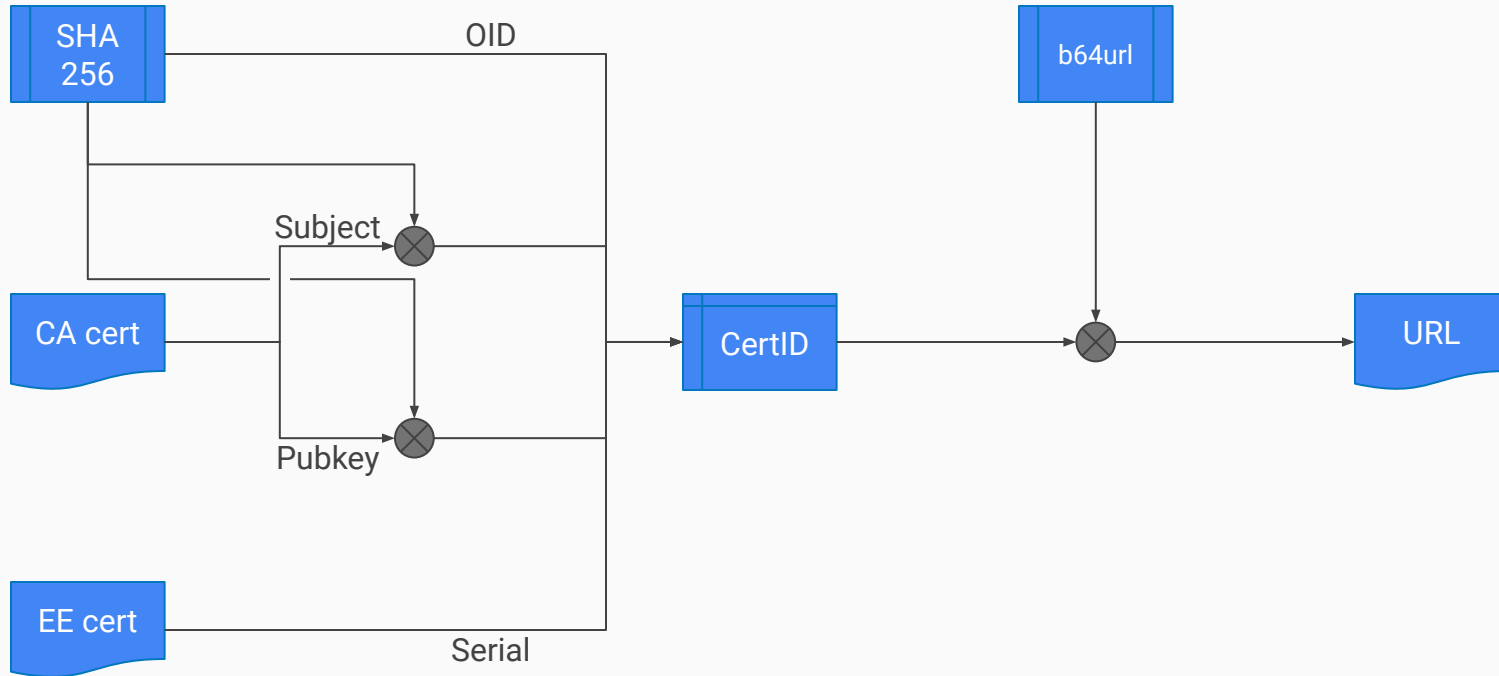 SHA
256
OID
b64url
Subject
CA cert
CertID
URL
Pubkey
EE cert
Serial